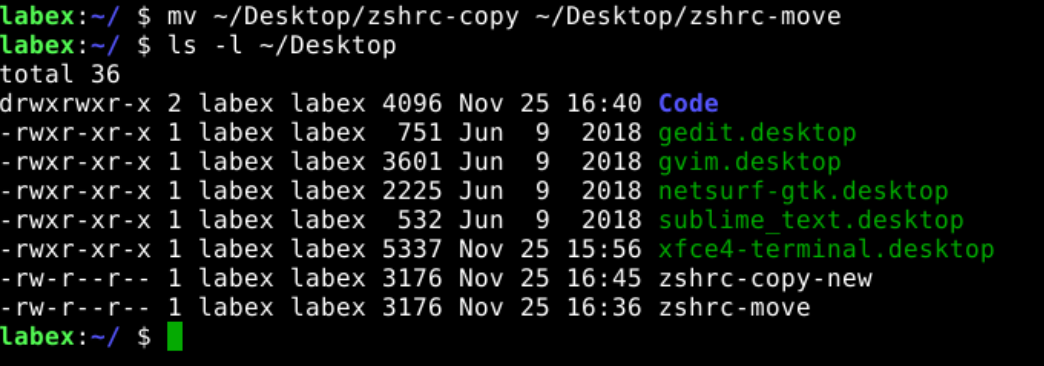 labex:~/ $ mv ~/Desktop/zshrc-copy ~/Desktop/zshrc-move
labex:~/ $ ls -l ~/Desktop
total 36
drwxrwxr-x 2 labex labex 4096 Nov 25 16:40 Code
-rwxr-xr-x 1 labex labex  751 Jun  9  2018 gedit.desktop
-rwxr-xr-x 1 labex labex 3601 Jun  9  2018 gvim.desktop
-rwxr-xr-x 1 labex labex 2225 Jun  9  2018 netsurf-gtk.desktop
-rwxr-xr-x 1 labex labex  532 Jun  9  2018 sublime_text.desktop
-rwxr-xr-x 1 labex labex 5337 Nov 25 15:56 xfce4-terminal.desktop
-rw-r--r-- 1 labex labex 3176 Nov 25 16:45 zshrc-copy-new
-rw-r--r-- 1 labex labex 3176 Nov 25 16:36 zshrc-move
labex:~/ $